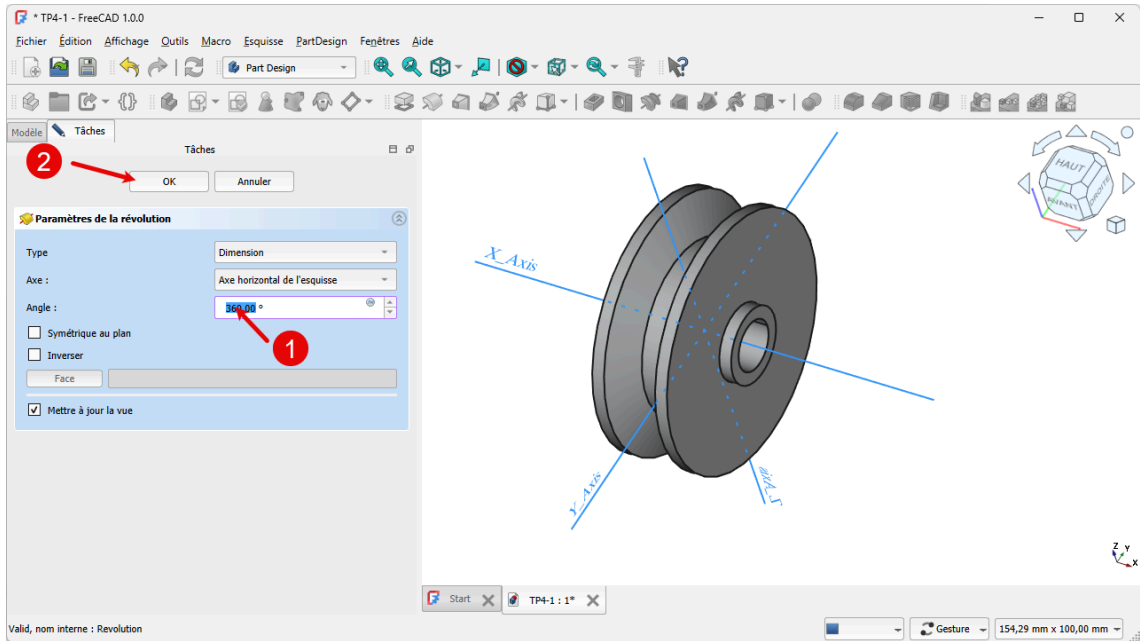 * TP4-1 - FreeCAD 1.0.0
Fichier Édition Affichage Outils Macro Esquisse PartDesign Fenêtres Aide
Part Design
Modèle Tâches
Tâches
2
OK Annuler
Paramètres de la révolution
Type Dimension
Axe : Axe horizontal de l'esquisse
Angle : 360,00 °
1
Symétrique au plan
Inverser
Face
Mettre à jour la vue
X_Axis
Y_Axis
HAUT
DROITE
Z Y
X
Start TP4-1 : 1*
Valid, nom interne : Revolution
Gesture 154,29 mm x 100,00 mm